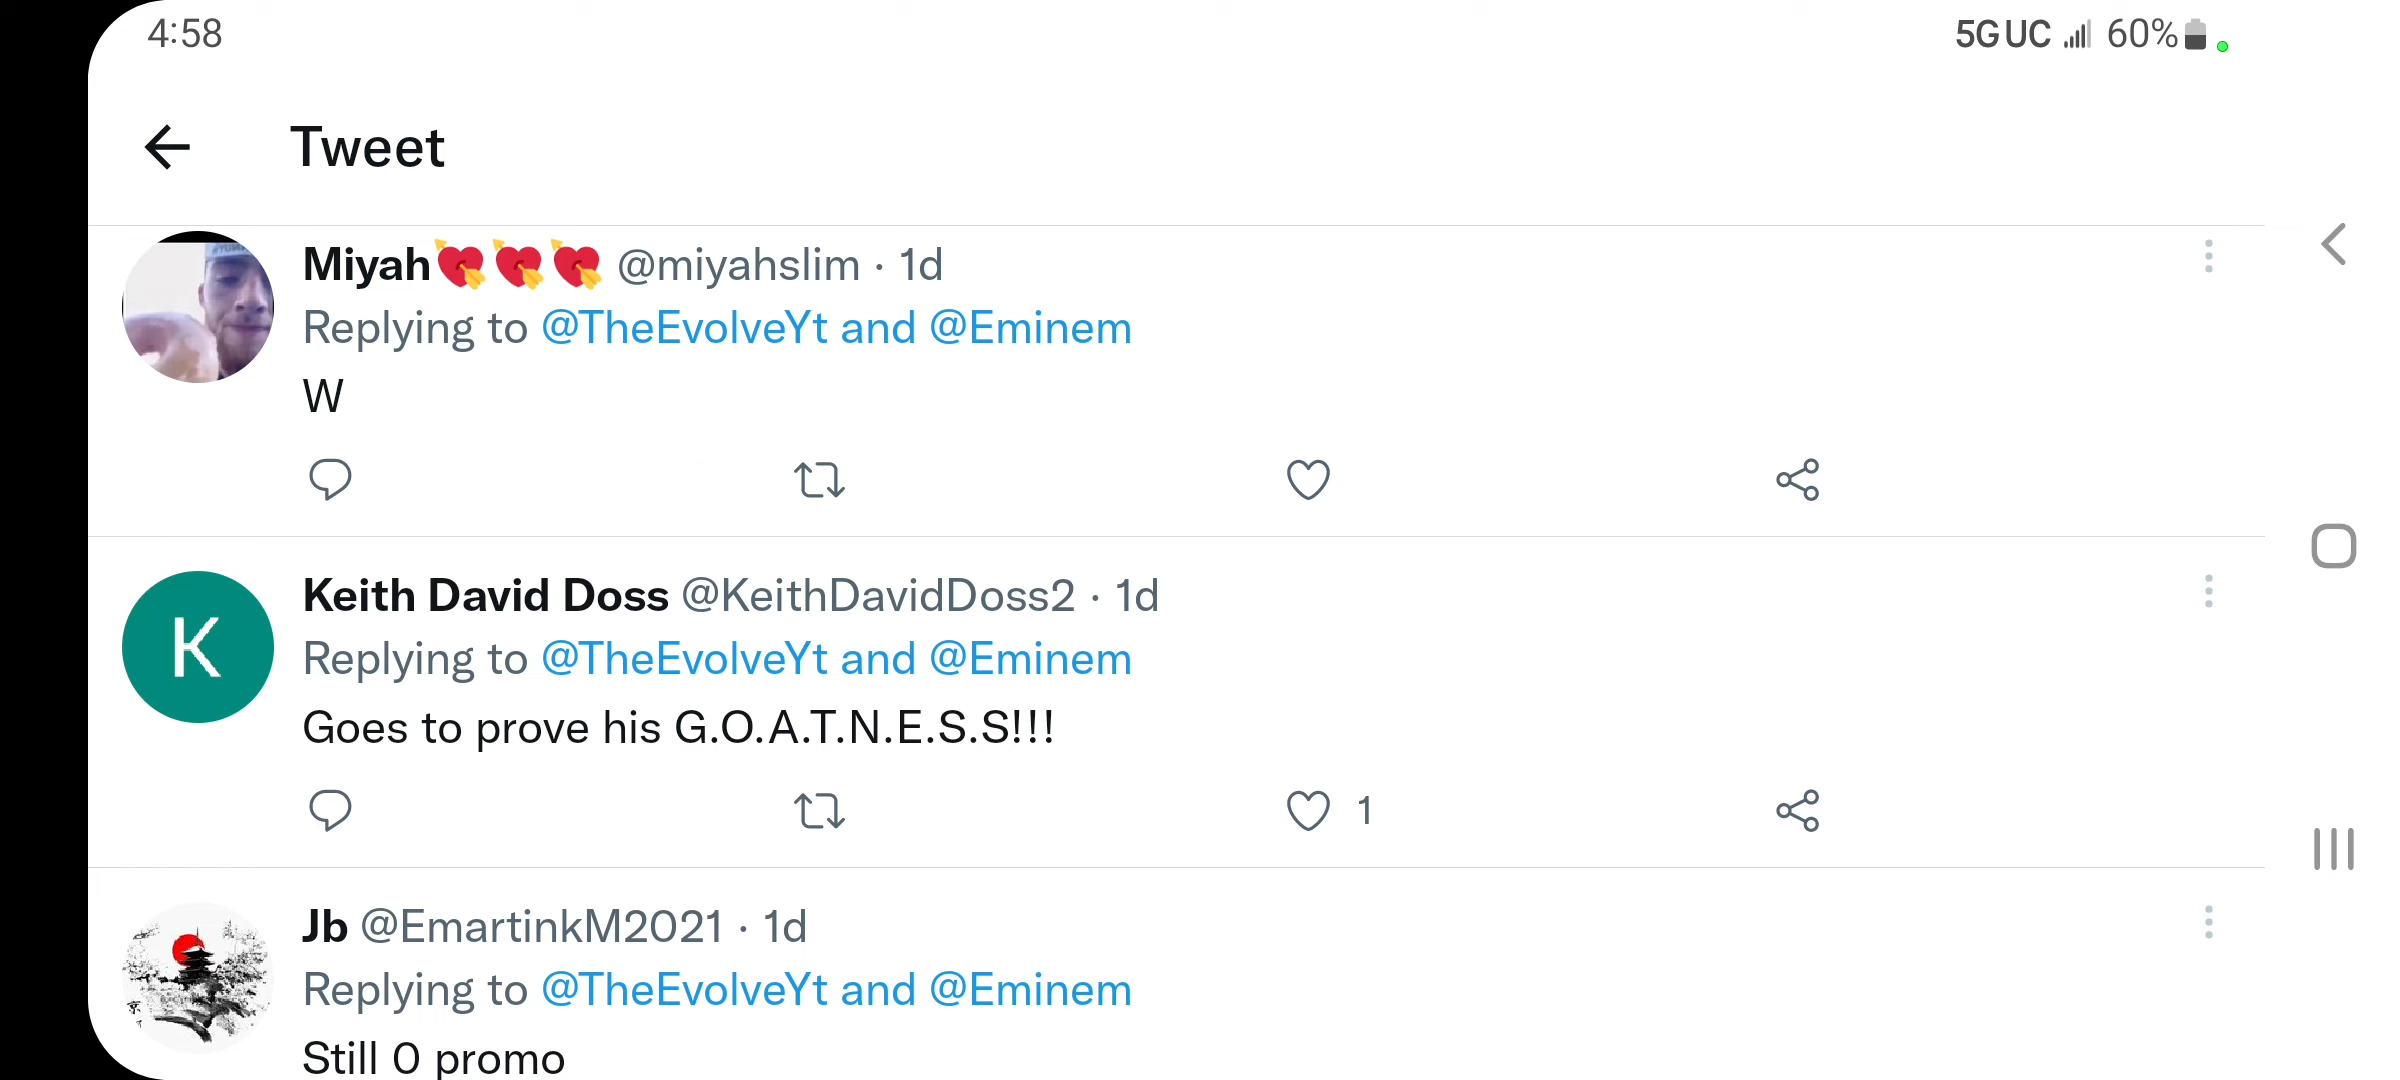 4:58
5G UC 60%
Tweet
Miyah💘💘💘 @miyahslim · 1d
Replying to @TheEvolveYt and @Eminem
W
Keith David Doss @KeithDavidDoss2 · 1d
K
Replying to @TheEvolveYt and @Eminem
Goes to prove his G.O.A.T.N.E.S.S!!!
1
Jb @EmartinkM2021 · 1d
Replying to @TheEvolveYt and @Eminem
Still 0 promo